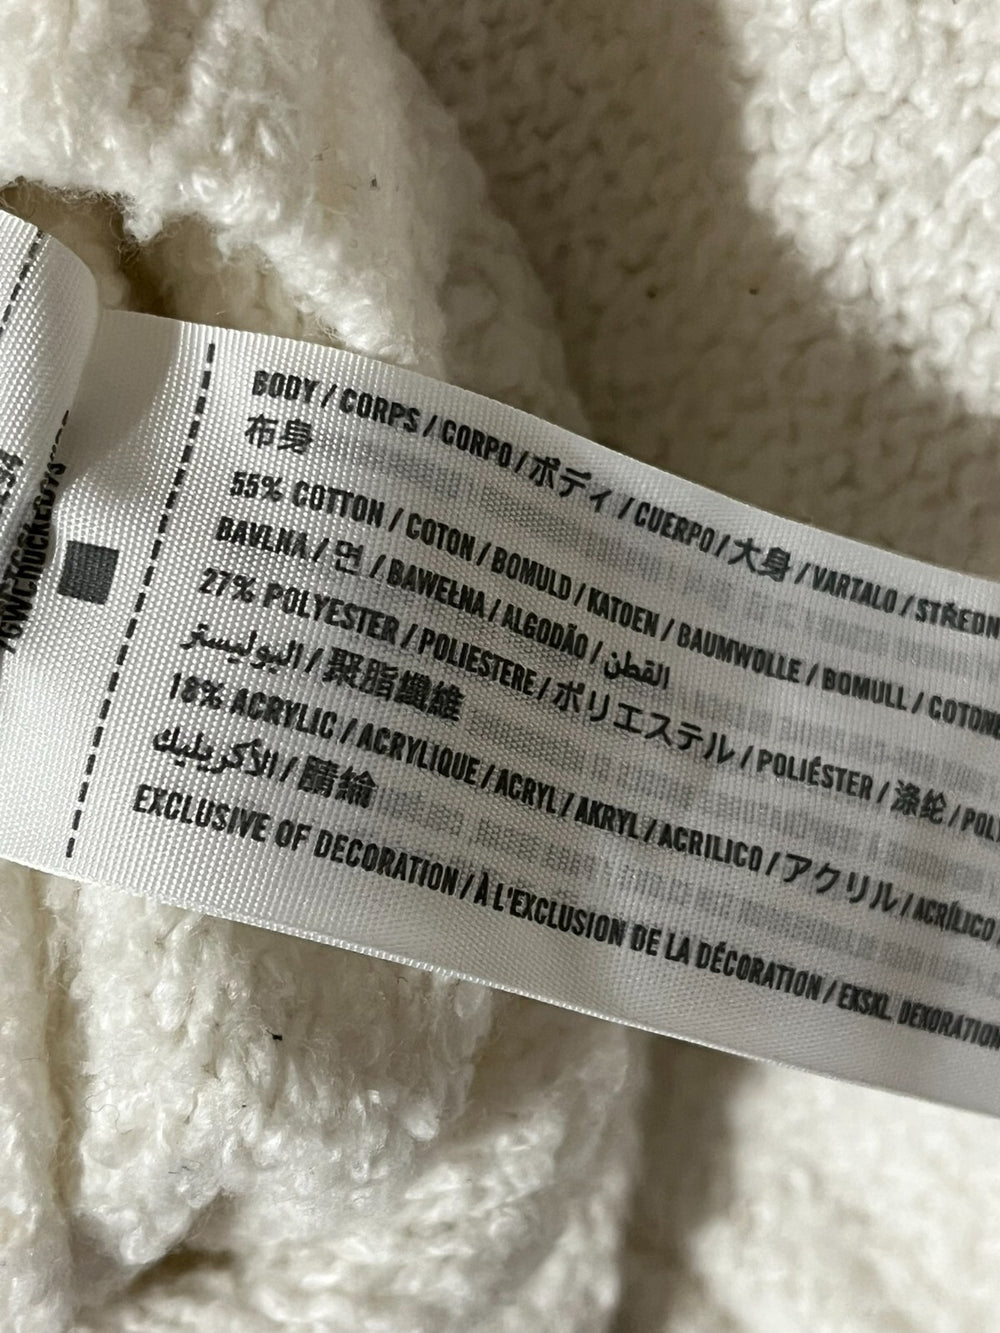 BODY / CORPS / CORPO / ボディ / CUERPO / 大身 / VARTALO / STŘEDN
布身
55% COTTON / COTON / BOMULD / KATOEN / BAUMWOLLE / BOMULL / COTONE
BAVLNA / 면 / BAWEŁNA / ALGODÃO / القطن
27% POLYESTER / POLIESTERE / ポリエステル / POLIÉSTER / 涤纶 / POL
البوليستر / 聚脂纖維
18% ACRYLIC / ACRYLIQUE / ACRYL / AKRYL / ACRILICO / アクリル / ACRÍLICO
الأكريليك / 腈綸
EXCLUSIVE OF DECORATION / À L'EXCLUSION DE LA DÉCORATION / EXSKL. DEKORATION